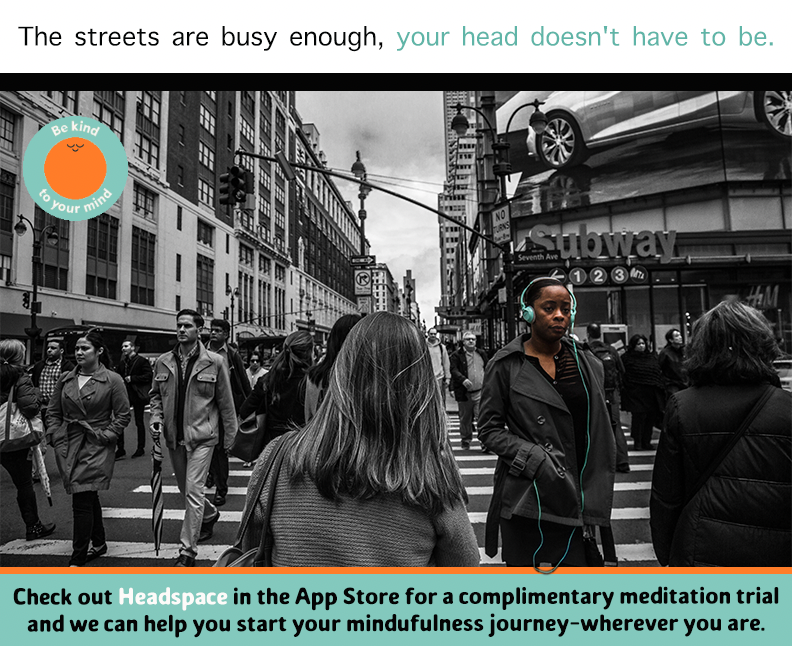 The streets are busy enough, your head doesn't have to be.
Be kind
to your mind
NO
TURNS
Subway
Seventh Ave
1 2 3 MTA
H&M
Check out Headspace in the App Store for a complimentary meditation trial
and we can help you start your mindufulness journey-wherever you are.